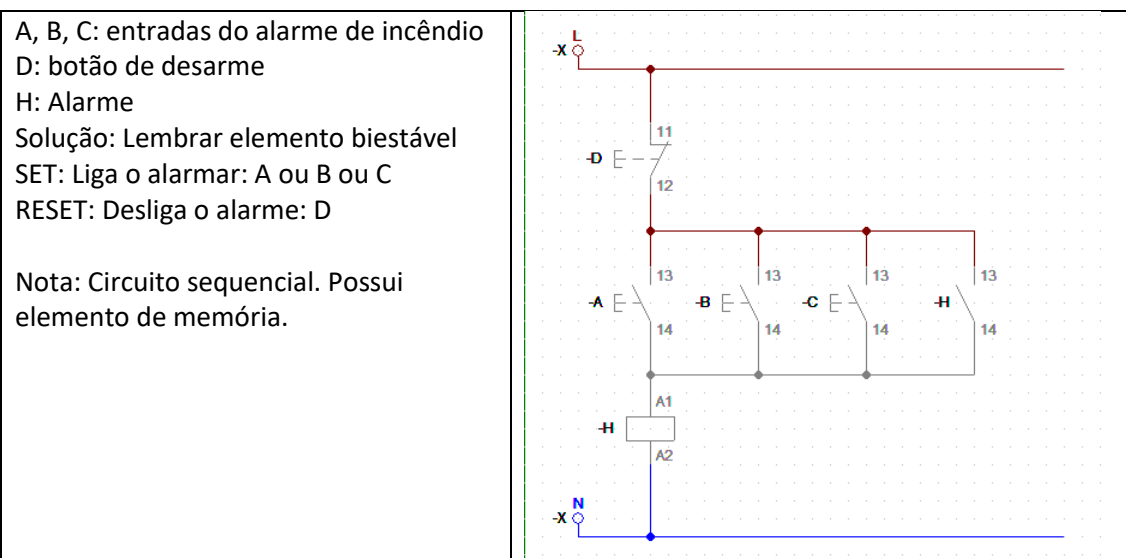 A, B, C: entradas do alarme de incêndio
D: botão de desarme
H: Alarme
Solução: Lembrar elemento biestável
SET: Liga o alarmar: A ou B ou C
RESET: Desliga o alarme: D
Nota: Circuito sequencial. Possui
elemento de memória.
L
-X
11
-D
12
13 13 13 13
-A -B -C -H
14 14 14 14
A1
-H
A2
N
-X